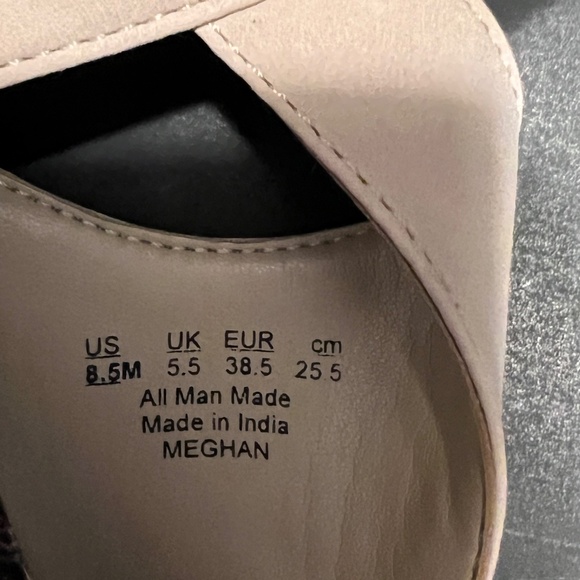 US UK EUR cm
8.5M 5.5 38.5 25 5
All Man Made
Made in India
MEGHAN